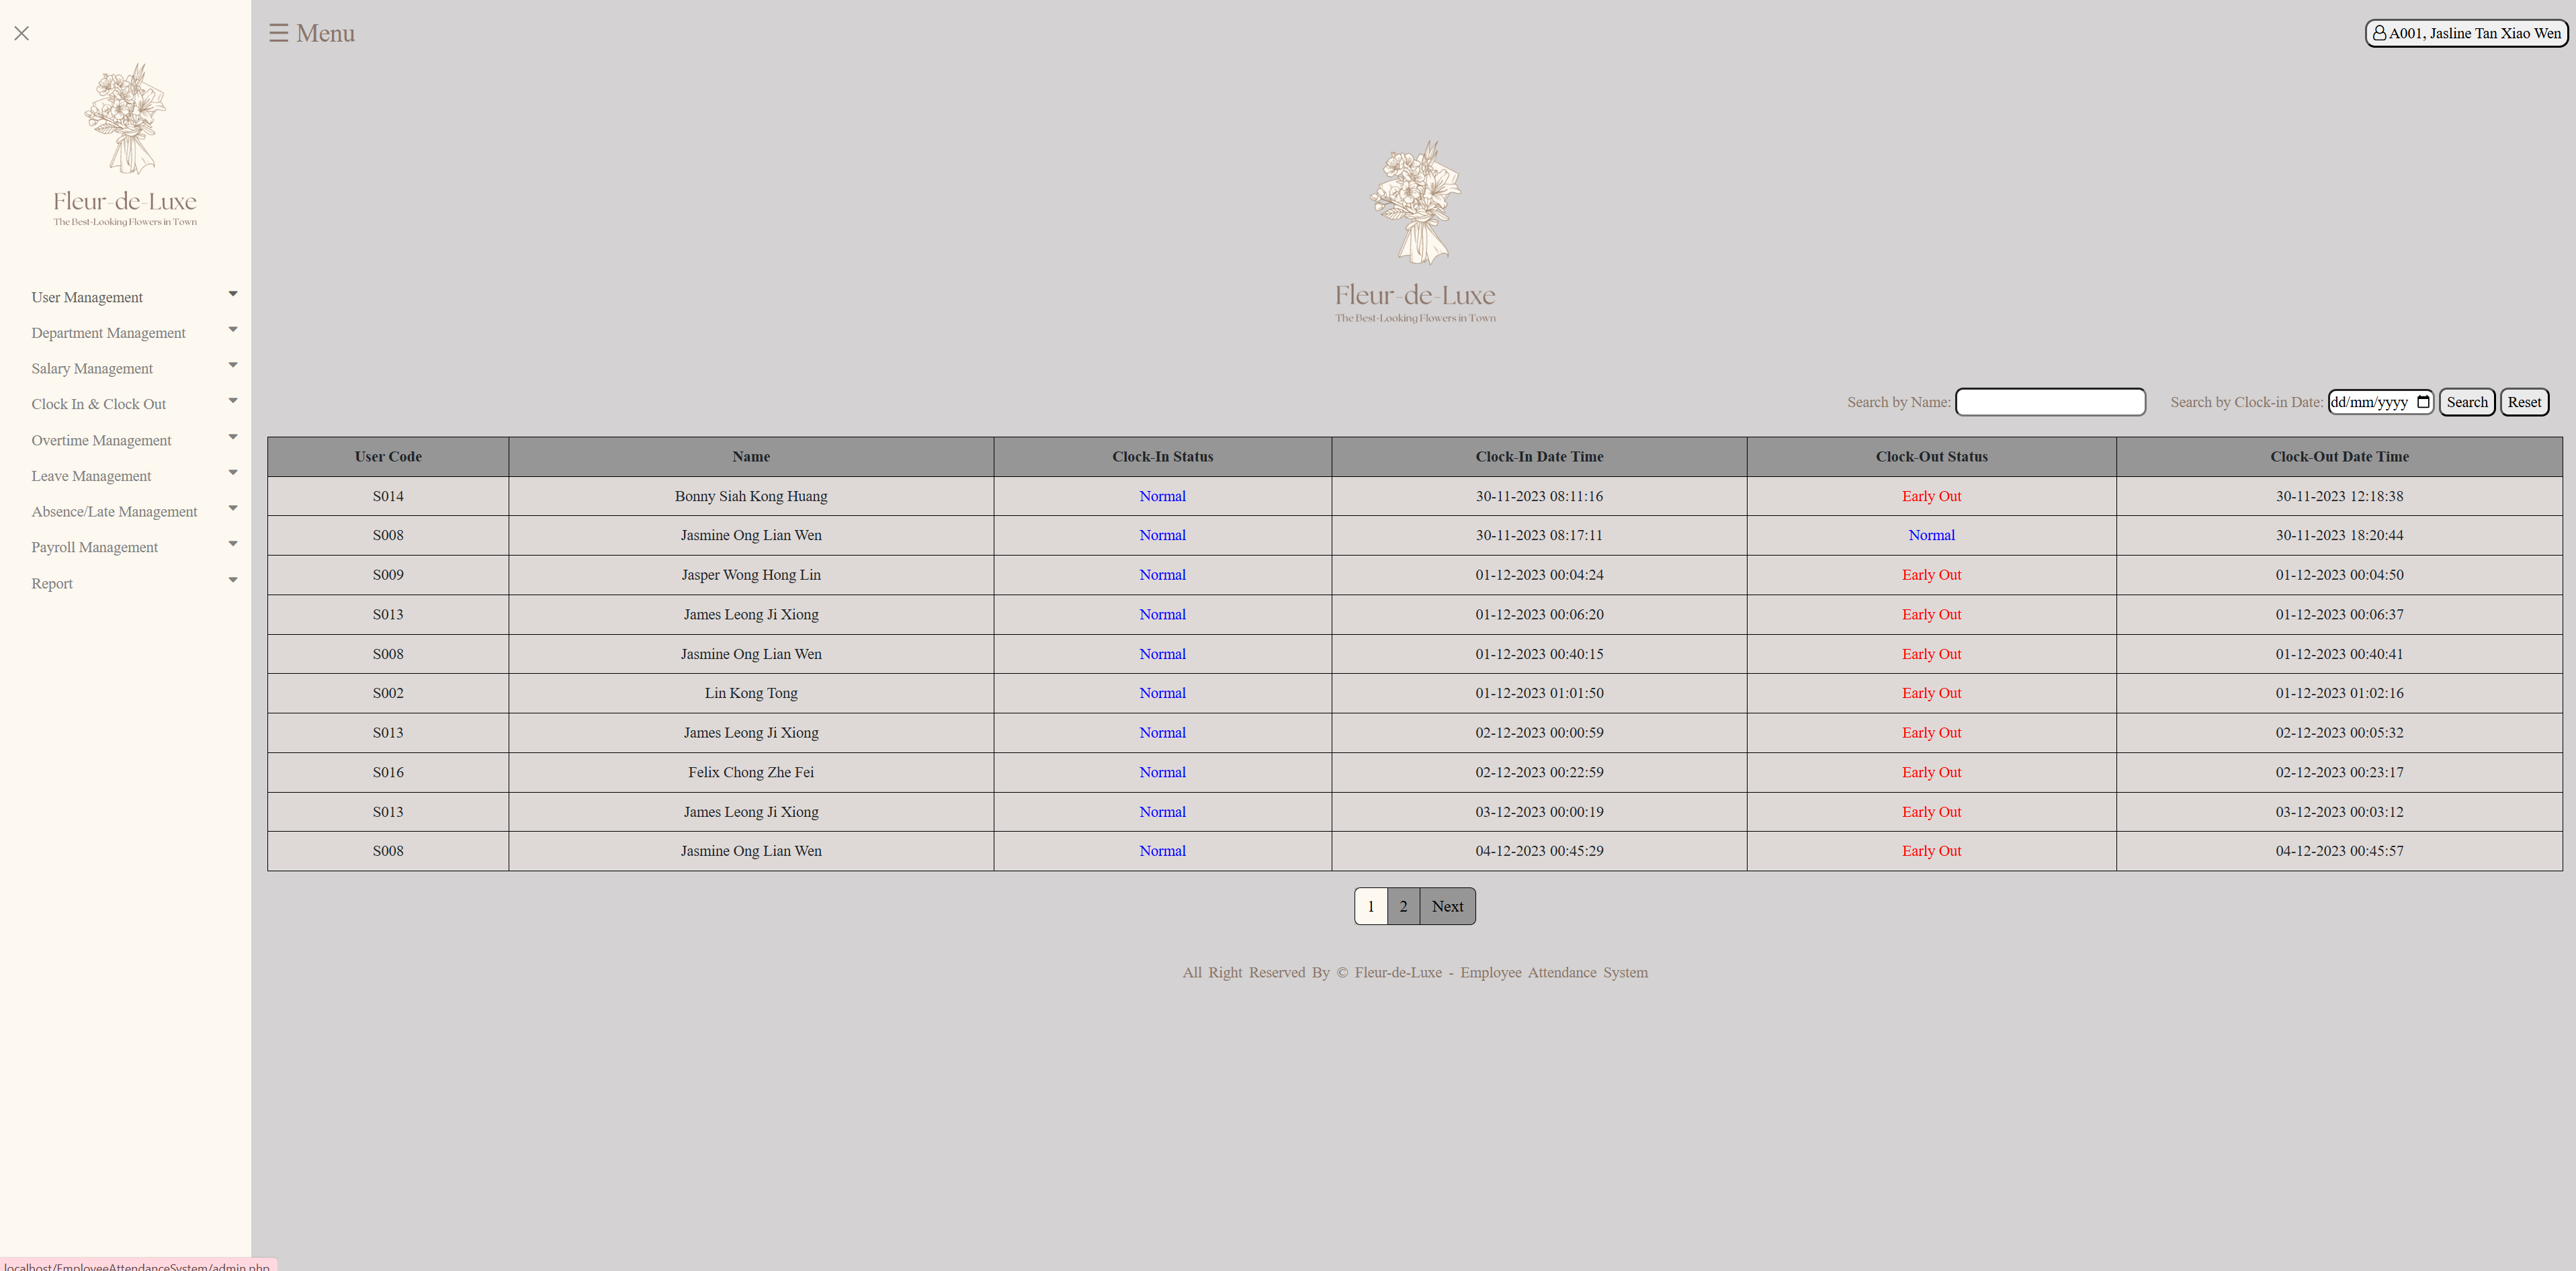 ☰ Menu
A001, Jasline Tan Xiao Wen
Fleur-de-Luxe
The Best-Looking Flowers in Town
User Management
Department Management
Salary Management
Clock In & Clock Out
Overtime Management
Leave Management
Absence/Late Management
Payroll Management
Report
Fleur-de-Luxe
The Best-Looking Flowers in Town
Search by Name: Search by Clock-in Date: dd/mm/yyyy Search Reset
User Code Name Clock-In Status Clock-In Date Time Clock-Out Status Clock-Out Date Time
S014 Bonny Siah Kong Huang Normal 30-11-2023 08:11:16 Early Out 30-11-2023 12:18:38
S008 Jasmine Ong Lian Wen Normal 30-11-2023 08:17:11 Normal 30-11-2023 18:20:44
S009 Jasper Wong Hong Lin Normal 01-12-2023 00:04:24 Early Out 01-12-2023 00:04:50
S013 James Leong Ji Xiong Normal 01-12-2023 00:06:20 Early Out 01-12-2023 00:06:37
S008 Jasmine Ong Lian Wen Normal 01-12-2023 00:40:15 Early Out 01-12-2023 00:40:41
S002 Lin Kong Tong Normal 01-12-2023 01:01:50 Early Out 01-12-2023 01:02:16
S013 James Leong Ji Xiong Normal 02-12-2023 00:00:59 Early Out 02-12-2023 00:05:32
S016 Felix Chong Zhe Fei Normal 02-12-2023 00:22:59 Early Out 02-12-2023 00:23:17
S013 James Leong Ji Xiong Normal 03-12-2023 00:00:19 Early Out 03-12-2023 00:03:12
S008 Jasmine Ong Lian Wen Normal 04-12-2023 00:45:29 Early Out 04-12-2023 00:45:57
1 2 Next
All Right Reserved By © Fleur-de-Luxe - Employee Attendance System
localhost/EmployeeAttendanceSystem/admin.php